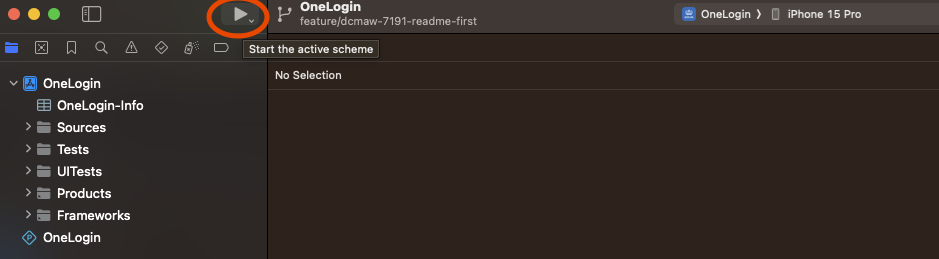 OneLogin
feature/dcmaw-7191-readme-first
OneLogin
iPhone 15 Pro
Start the active scheme
No Selection
OneLogin
OneLogin-Info
Sources
Tests
UITests
Products
Frameworks
OneLogin